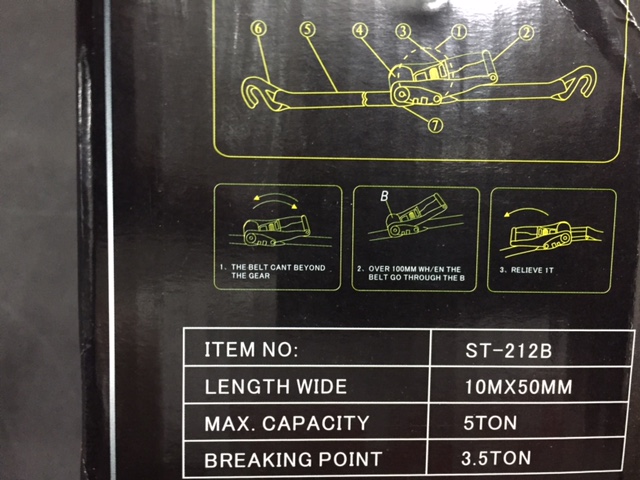 6 5 4 3 1 2
7
B
1. THE BELT CANT BEYOND
THE GEAR
2. OVER 100MM WH/EN THE
BELT GO THROUGH THE B
3. RELIEVE 1T
ITEM NO: ST-212B
LENGTH WIDE 10MX50MM
MAX. CAPACITY 5TON
BREAKING POINT 3.5TON